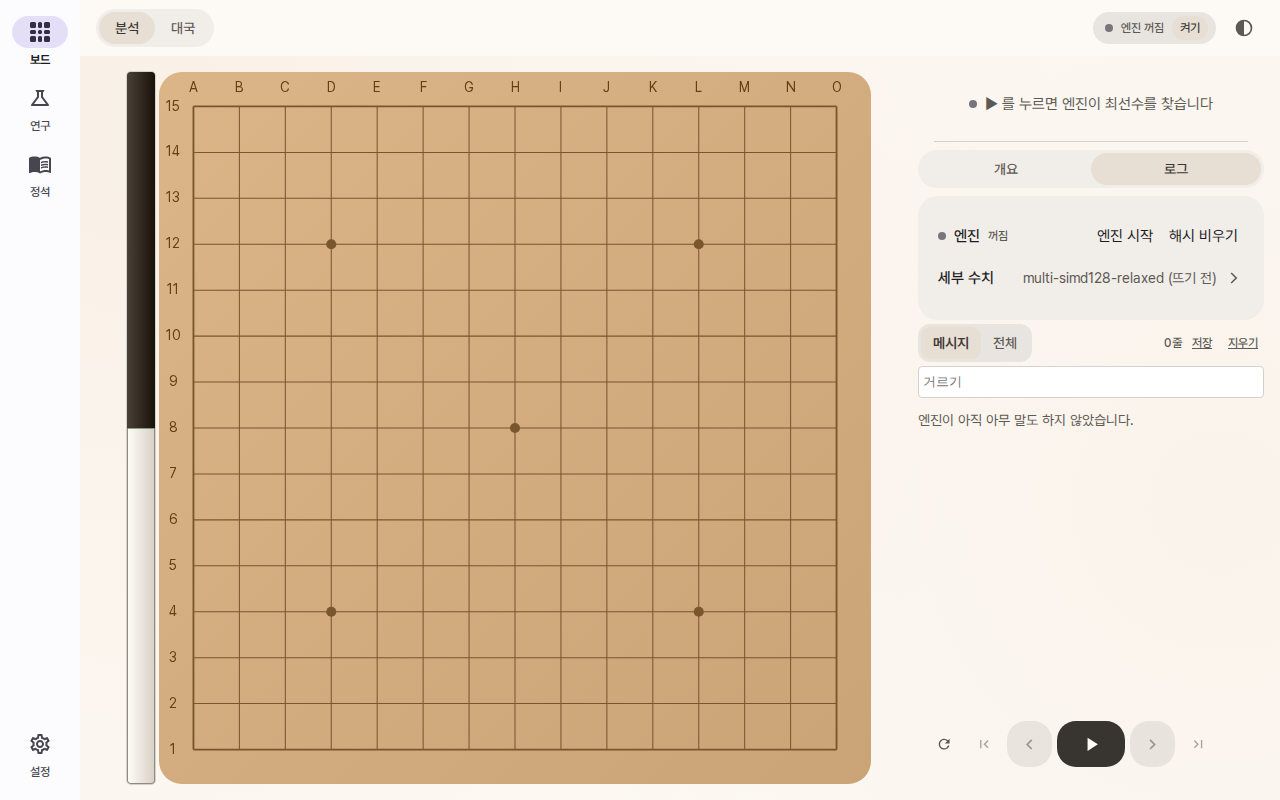 보드
연구
정석
설정
분석 대국
엔진 꺼짐 켜기
A B C D E F G H I J K L M N O
15
14
13
12
11
10
9
8
7
6
5
4
3
2
1
▶ 를 누르면 엔진이 최선수를 찾습니다
개요 로그
엔진 꺼짐 엔진 시작 해시 비우기
세부 수치 multi-simd128-relaxed (뜨기 전)
메시지 전체 0줄 저장 지우기
거르기
엔진이 아직 아무 말도 하지 않았습니다.